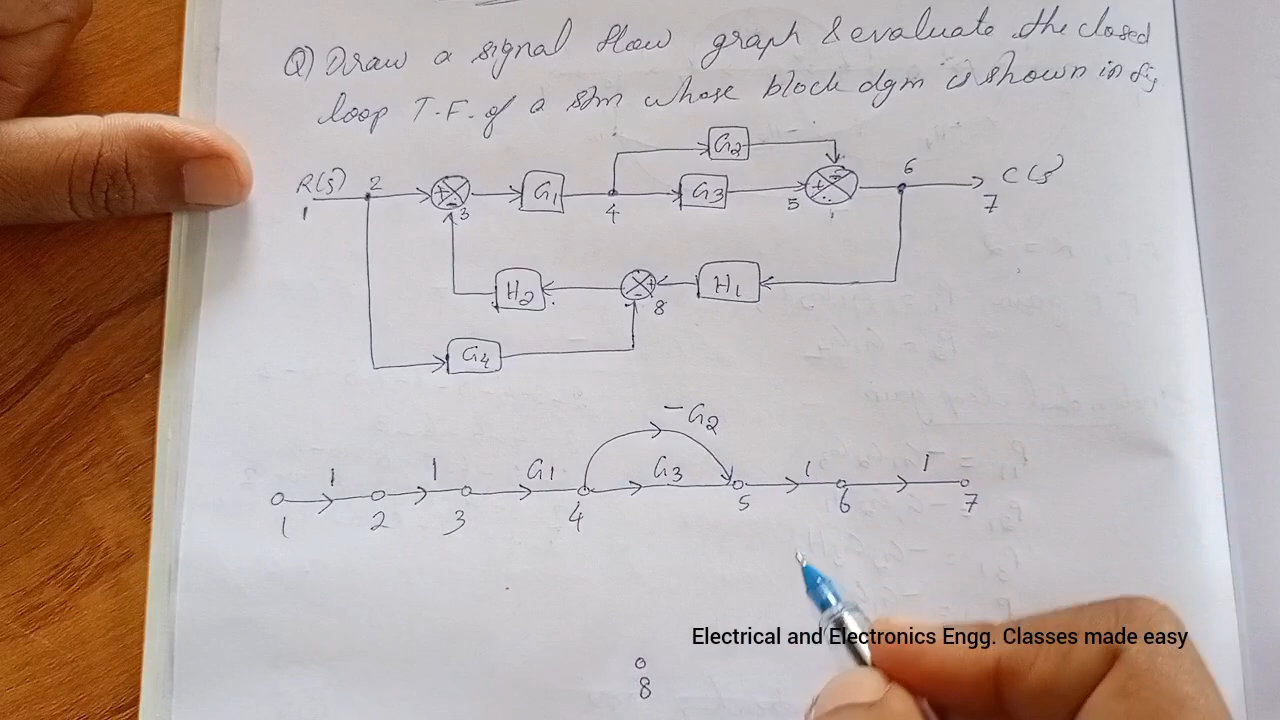 Q) Draw a signal flow graph & evaluate the closed
loop T.F. of a s/m whose block dgm is shown in fig
R(s) 2 G1 4 G2 G3 5 6 C(s)
1 3 7
H2 8 H1
G4
-G2
1 1 G1 G3 1 1
1 2 3 4 5 6 7
Electrical and Electronics Engg. Classes made easy
8